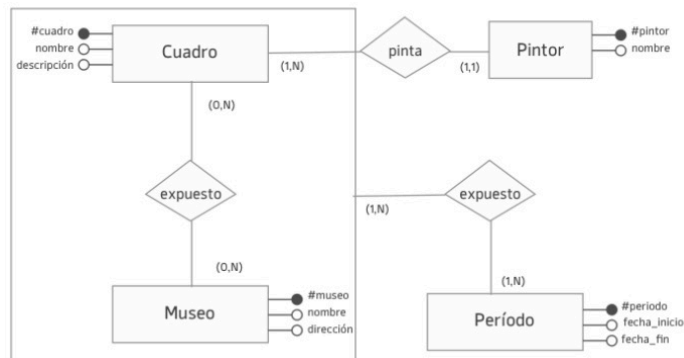 #cuadro
nombre
descripción
Cuadro
(1,N)
pinta
(1,1)
Pintor
#pintor
nombre
(0,N)
expuesto
(1,N)
expuesto
(0,N)
(1,N)
Museo
#museo
nombre
dirección
Período
#periodo
fecha_inicio
fecha_fin